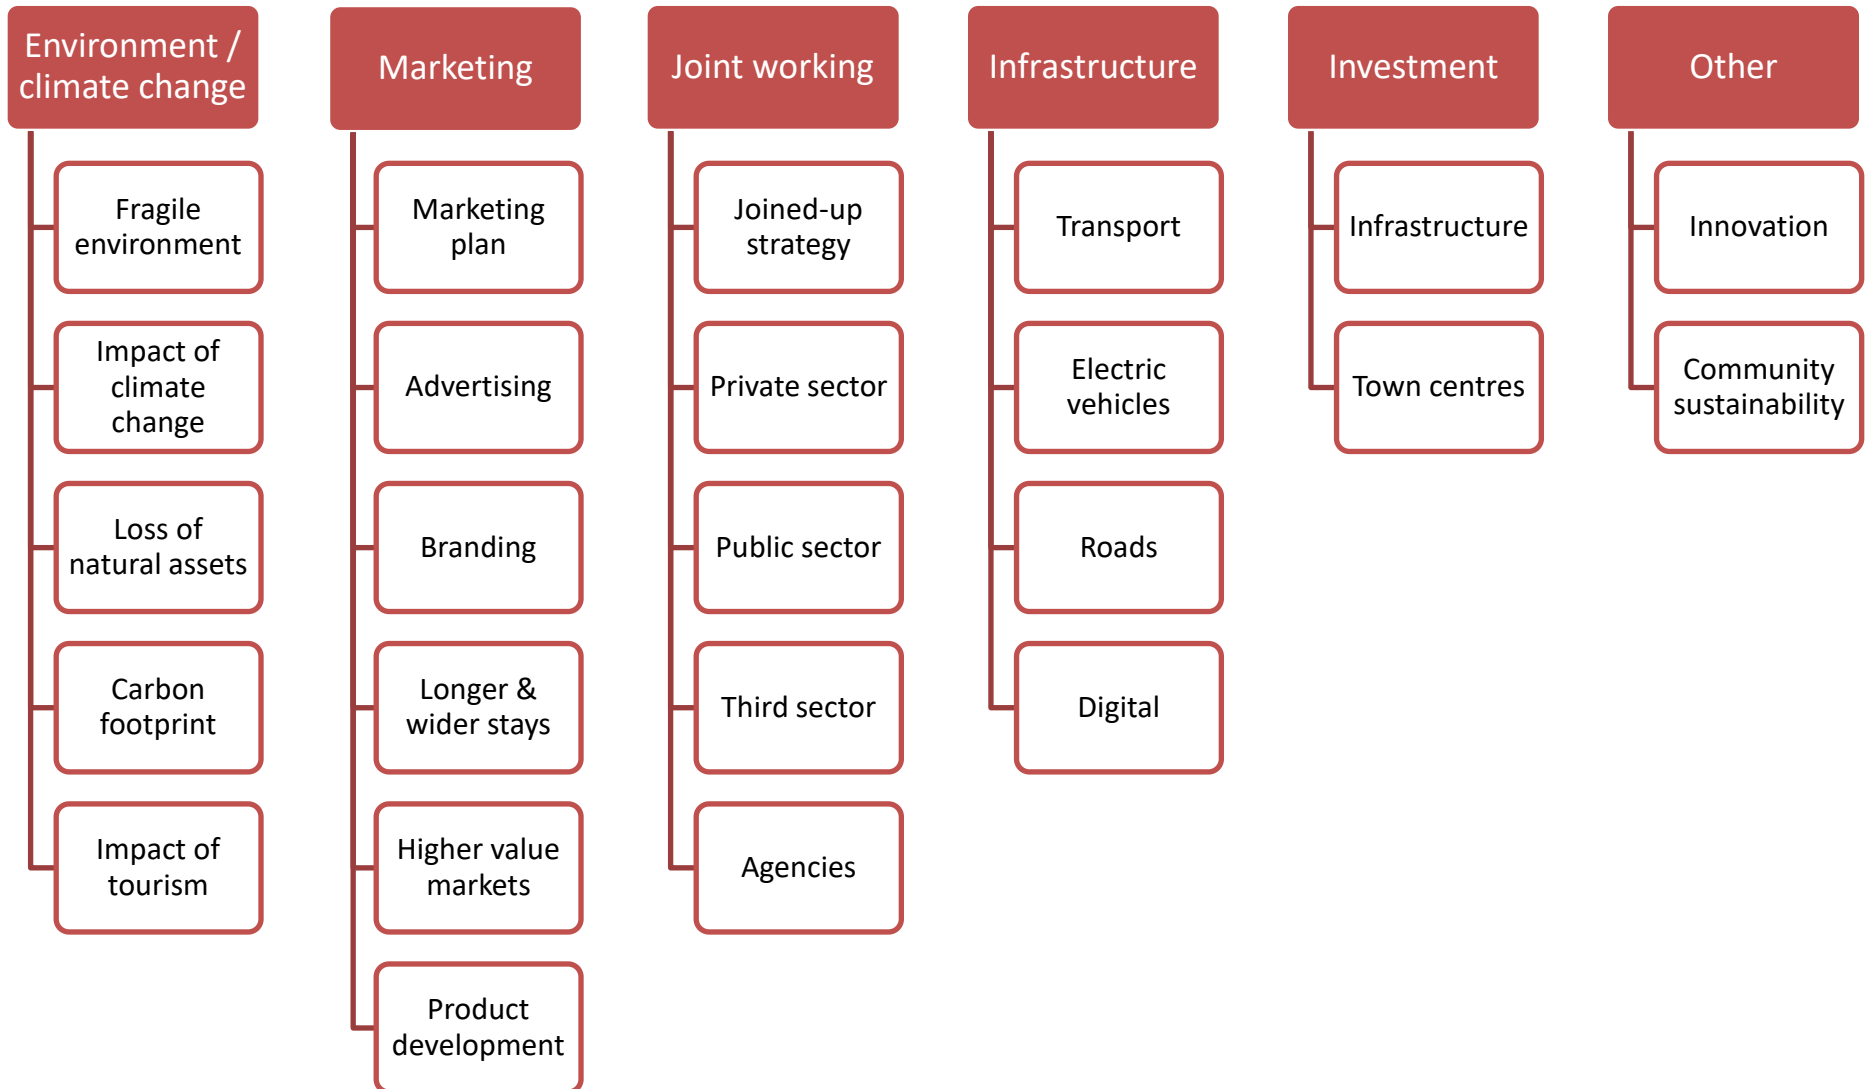 Environment /
climate change
Fragile
environment
Impact of
climate
change
Loss of
natural assets
Carbon
footprint
Impact of
tourism
Marketing
Marketing
plan
Advertising
Branding
Longer &
wider stays
Higher value
markets
Product
development
Joint working
Joined-up
strategy
Private sector
Public sector
Third sector
Agencies
Infrastructure
Transport
Electric
vehicles
Roads
Digital
Investment
Infrastructure
Town centres
Other
Innovation
Community
sustainability